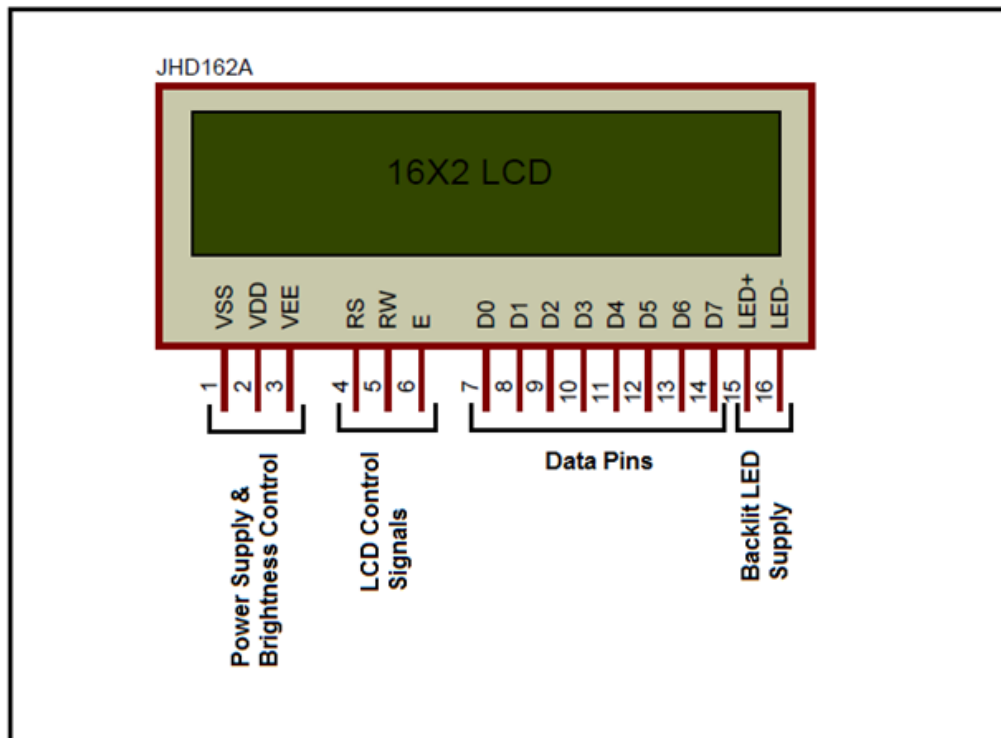 JHD162A
16X2 LCD
VSS
VDD
VEE
RS
RW
E
D0
D1
D2
D3
D4
D5
D6
D7
LED+
LED-
1
2
3
4
5
6
7
8
9
10
11
12
13
14
15
16
Power Supply &
Brightness Control
LCD Control
Signals
Data Pins
Backlit LED
Supply